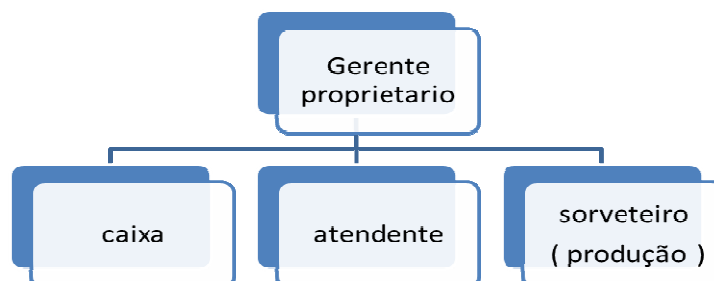 Gerente
proprietario
caixa
atendente
sorveteiro
( produção )